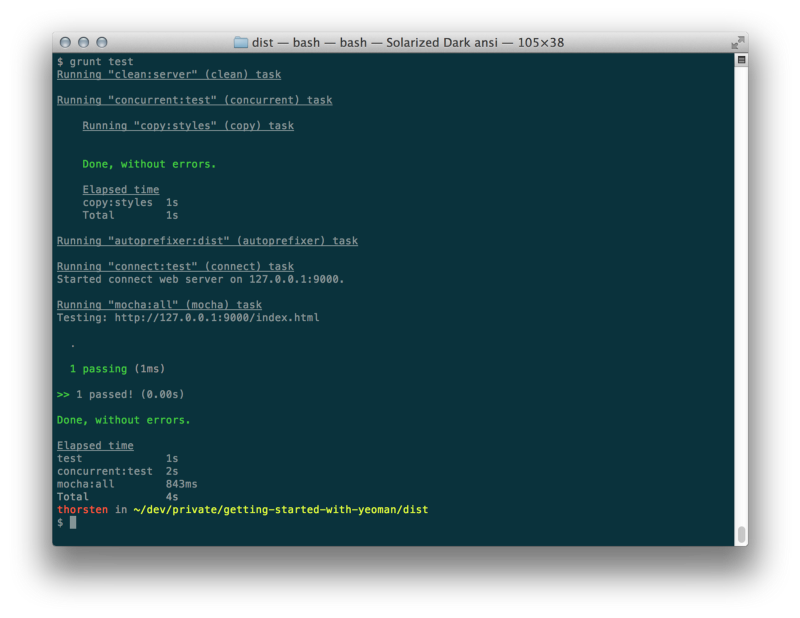 dist — bash — bash — Solarized Dark ansi — 105×38
$ grunt test
Running "clean:server" (clean) task
Running "concurrent:test" (concurrent) task
Running "copy:styles" (copy) task
Done, without errors.
Elapsed time
copy:styles  1s
Total        1s
Running "autoprefixer:dist" (autoprefixer) task
Running "connect:test" (connect) task
Started connect web server on 127.0.0.1:9000.
Running "mocha:all" (mocha) task
Testing: http://127.0.0.1:9000/index.html
.
1 passing (1ms)
>> 1 passed! (0.00s)
Done, without errors.
Elapsed time
test             1s
concurrent:test  2s
mocha:all        843ms
Total            4s
thorsten in ~/dev/private/getting-started-with-yeoman/dist
$